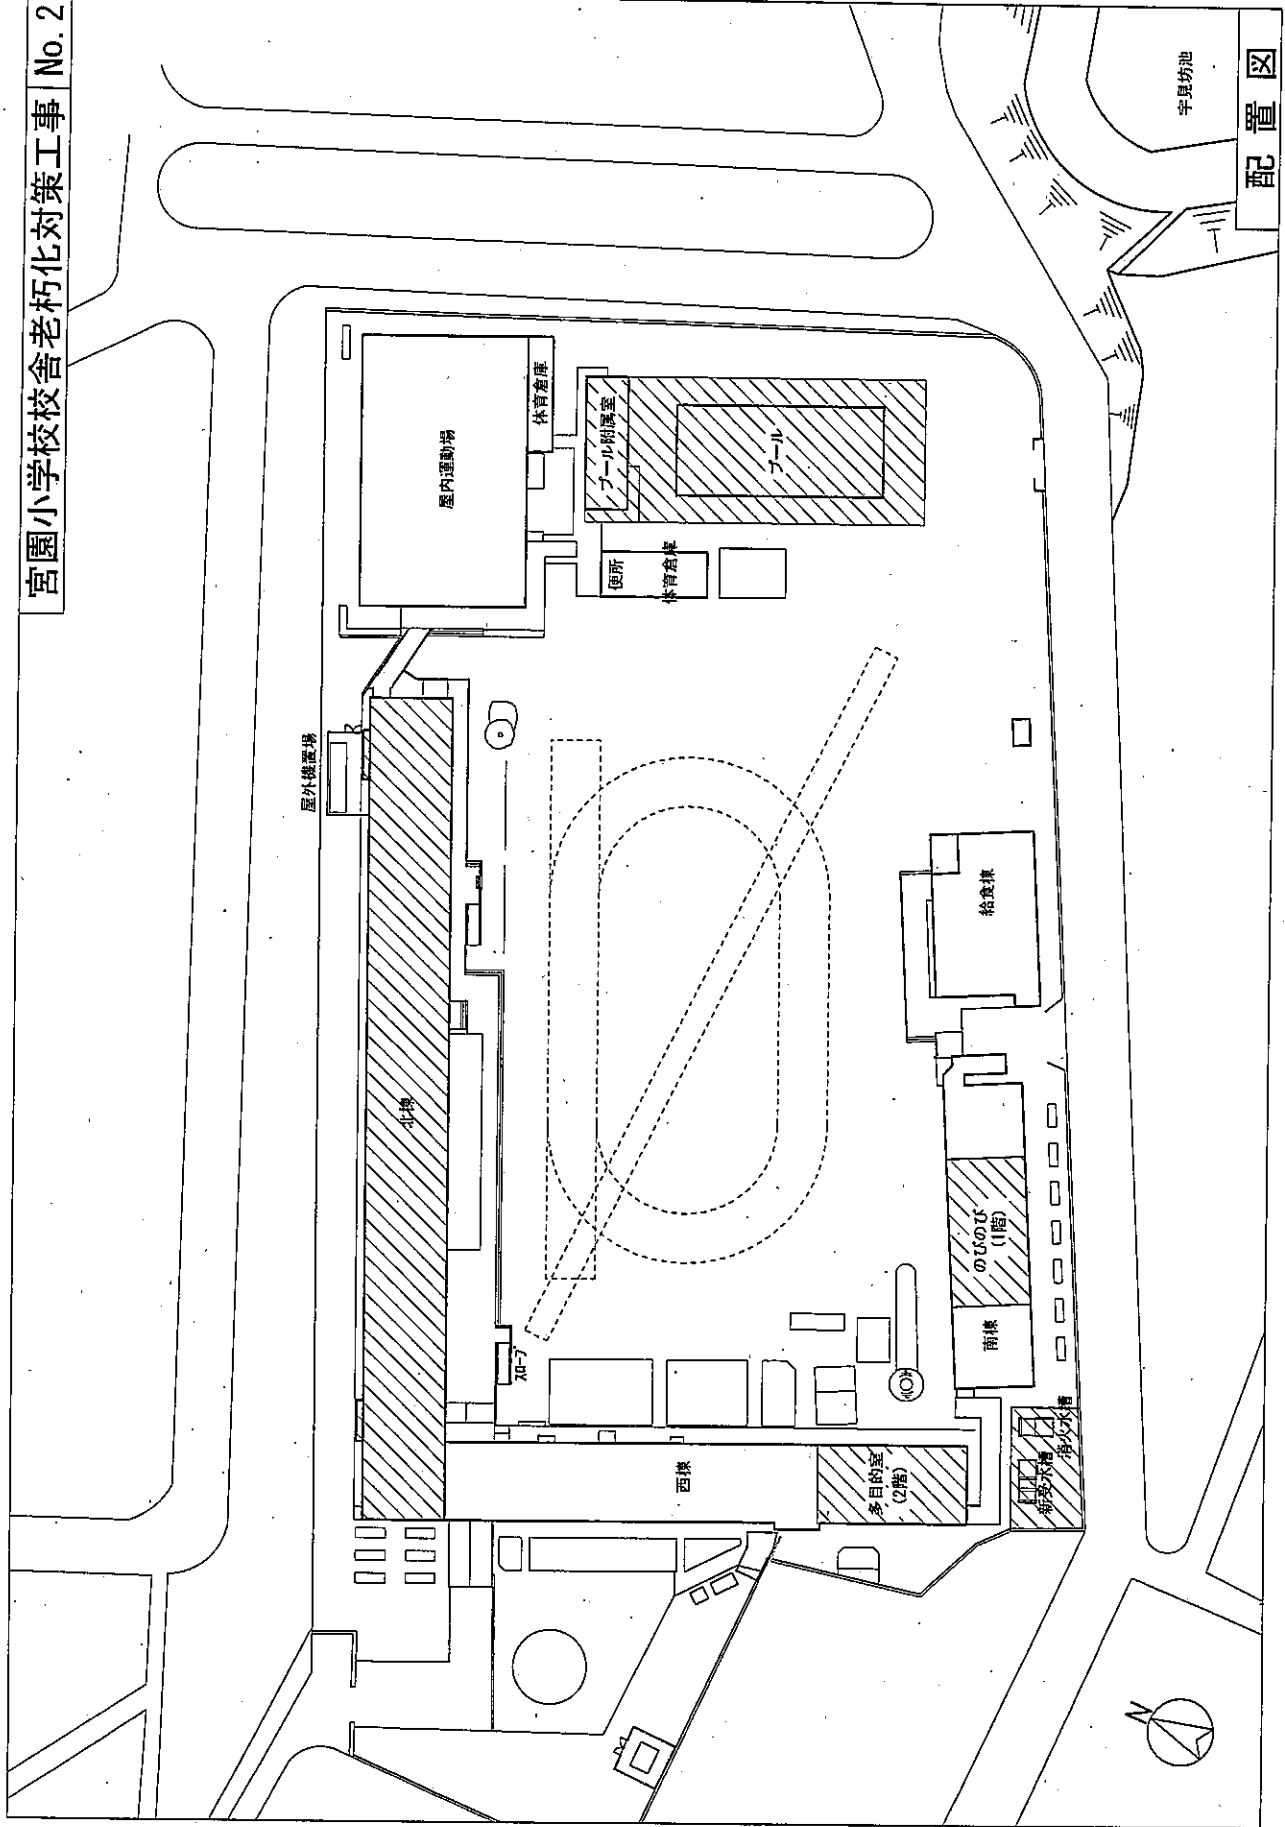 宮園小学校校舎老朽化対策工事 No. 2
屋外機置場
屋内運動場
体育倉庫
プール附属室
プール
便所
体育倉庫
北棟
スロープ
西棟
多目的室
(2階)
給食棟
のびのび
(1階)
南棟
新受水槽
消火水槽
宇見坊池
N
配置図